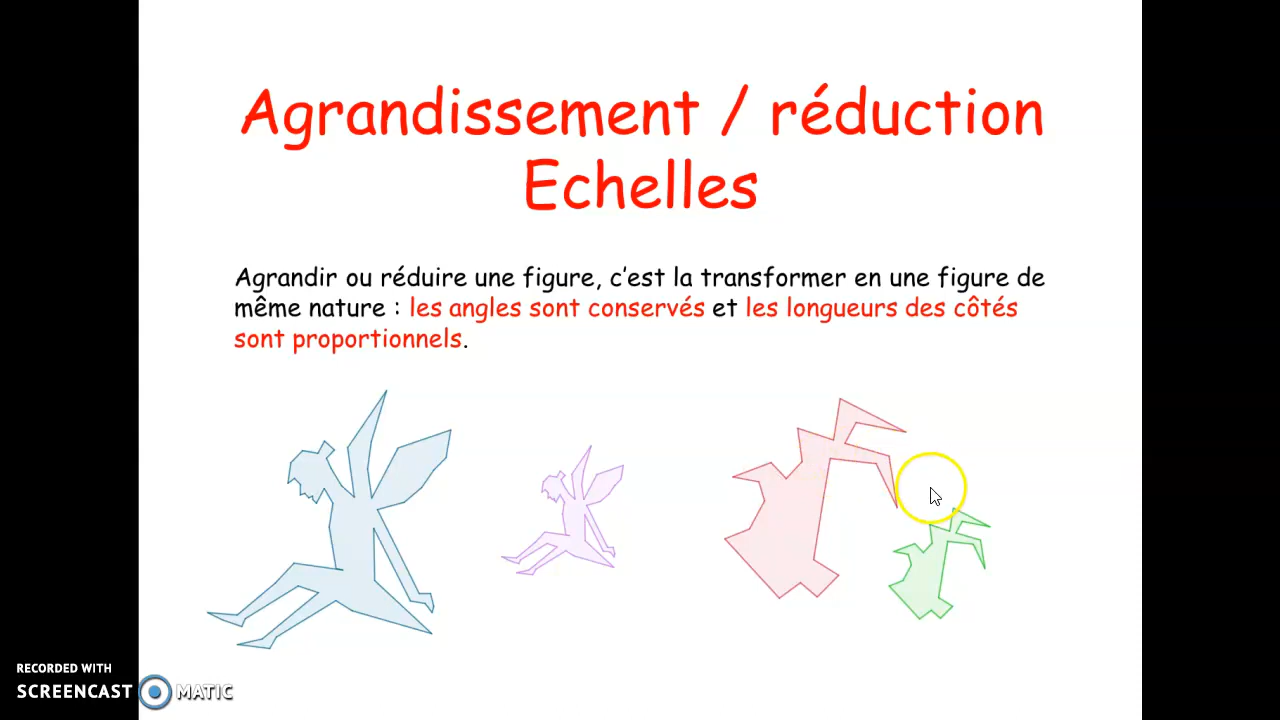 Agrandissement / réduction
Echelles
Agrandir ou réduire une figure, c’est la transformer en une figure de
même nature : les angles sont conservés et les longueurs des côtés
sont proportionnels.
RECORDED WITH
SCREENCAST MATIC